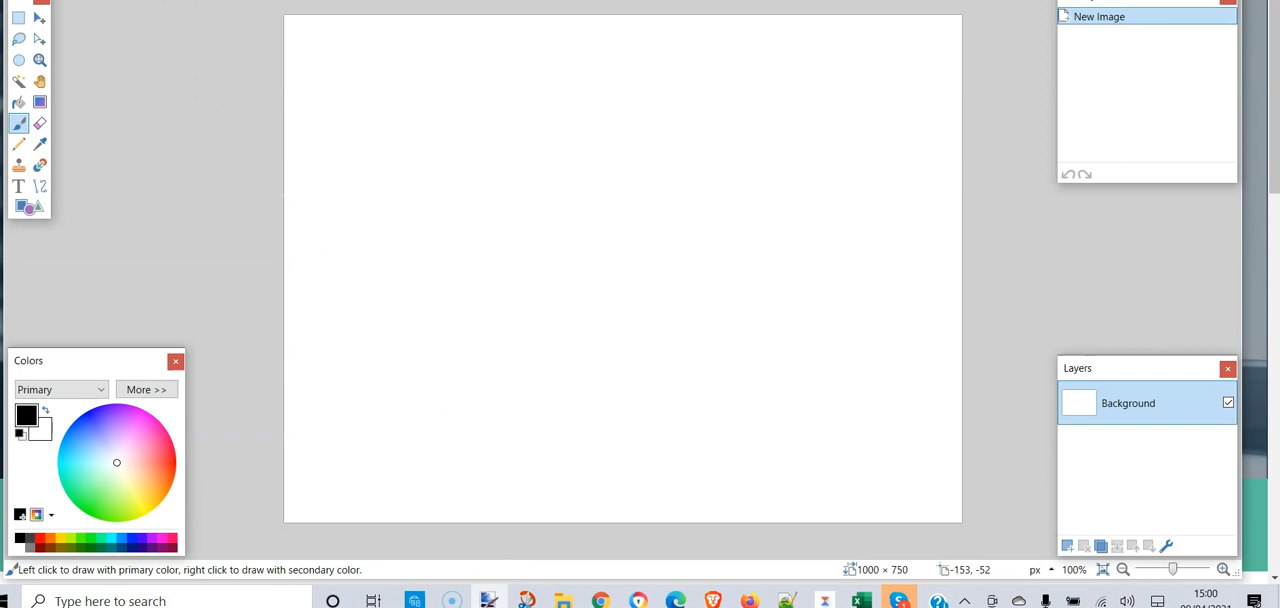 New Image
T
Colors
Primary
More >>
Layers
Background
Left click to draw with primary color, right click to draw with secondary color.
1000 × 750
-153, -52
px
100%
Type here to search
15:00